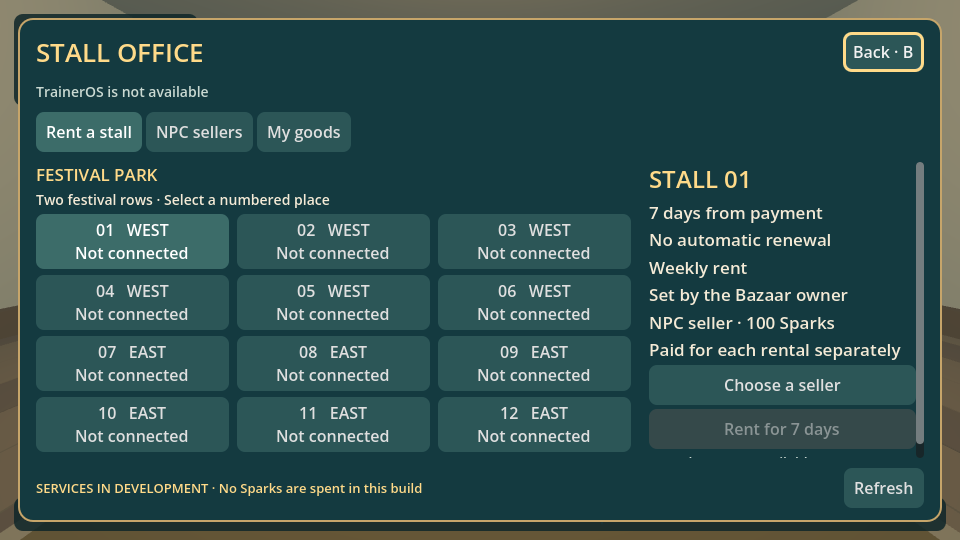 STALL OFFICE
Back · B
TrainerOS is not available
Rent a stall
NPC sellers
My goods
FESTIVAL PARK
Two festival rows · Select a numbered place
01 WEST
Not connected
02 WEST
Not connected
03 WEST
Not connected
04 WEST
Not connected
05 WEST
Not connected
06 WEST
Not connected
07 EAST
Not connected
08 EAST
Not connected
09 EAST
Not connected
10 EAST
Not connected
11 EAST
Not connected
12 EAST
Not connected
STALL 01
7 days from payment
No automatic renewal
Weekly rent
Set by the Bazaar owner
NPC seller · 100 Sparks
Paid for each rental separately
Choose a seller
Rent for 7 days
SERVICES IN DEVELOPMENT · No Sparks are spent in this build
Refresh